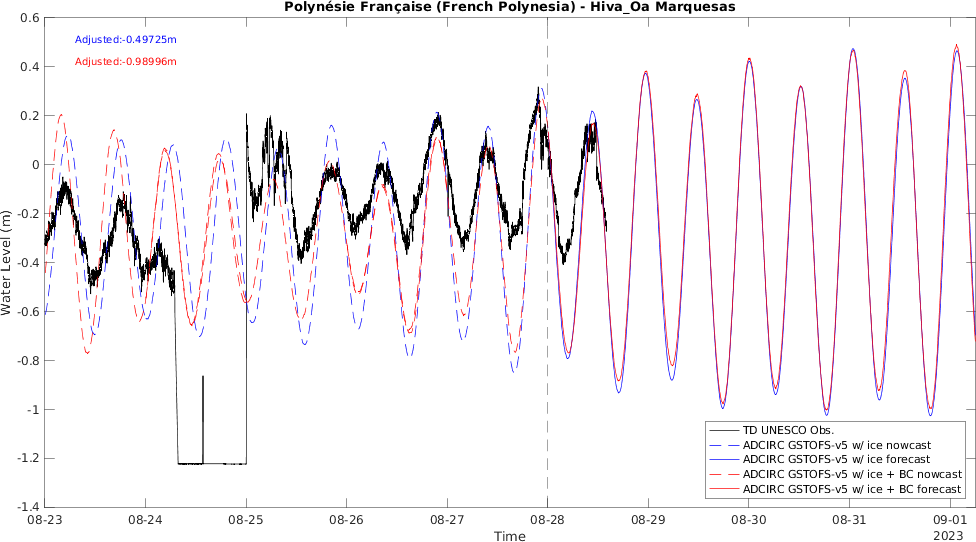 Polynésie Française (French Polynesia) - Hiva_Oa Marquesas
0.6
0.4
0.2
0
-0.2
-0.4
-0.6
-0.8
-1
-1.2
-1.4
Water Level (m)
Adjusted:-0.49725m
Adjusted:-0.98996m
TD UNESCO Obs.
ADCIRC GSTOFS-v5 w/ ice nowcast
ADCIRC GSTOFS-v5 w/ ice forecast
ADCIRC GSTOFS-v5 w/ ice + BC nowcast
ADCIRC GSTOFS-v5 w/ ice + BC forecast
08-23 08-24 08-25 08-26 08-27 08-28 08-29 08-30 08-31 09-01
2023
Time